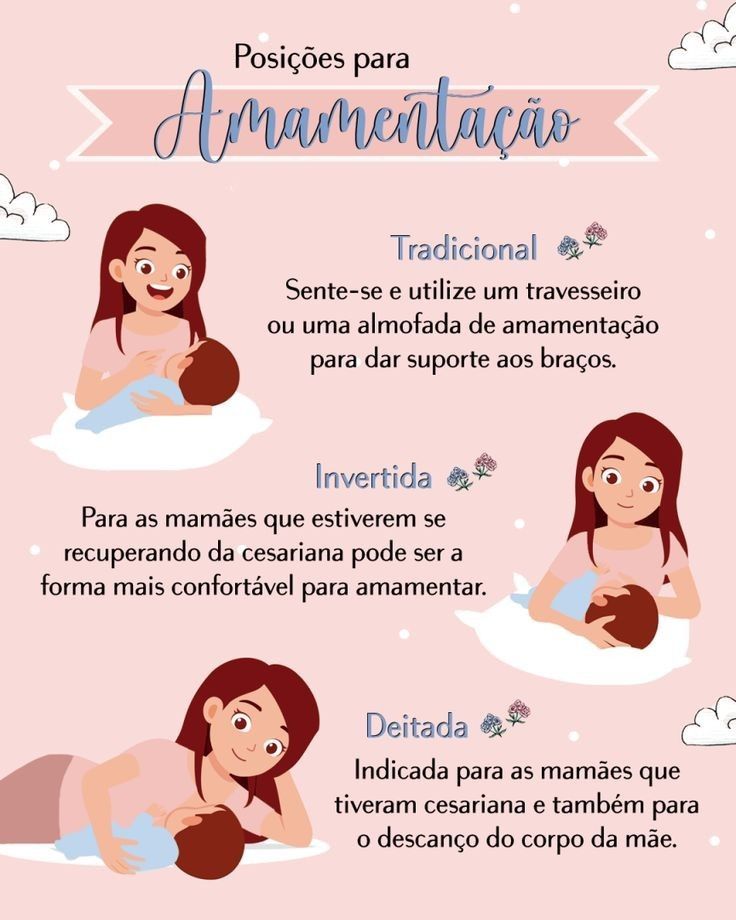 Posições para
Amamentação
Tradicional
Sente-se e utilize um travesseiro
ou uma almofada de amamentação
para dar suporte aos braços.
Invertida
Para as mamães que estiverem se
recuperando da cesariana pode ser a
forma mais confortável para amamentar.
Deitada
Indicada para as mamães que
tiveram cesariana e também para
o descanço do corpo da mãe.